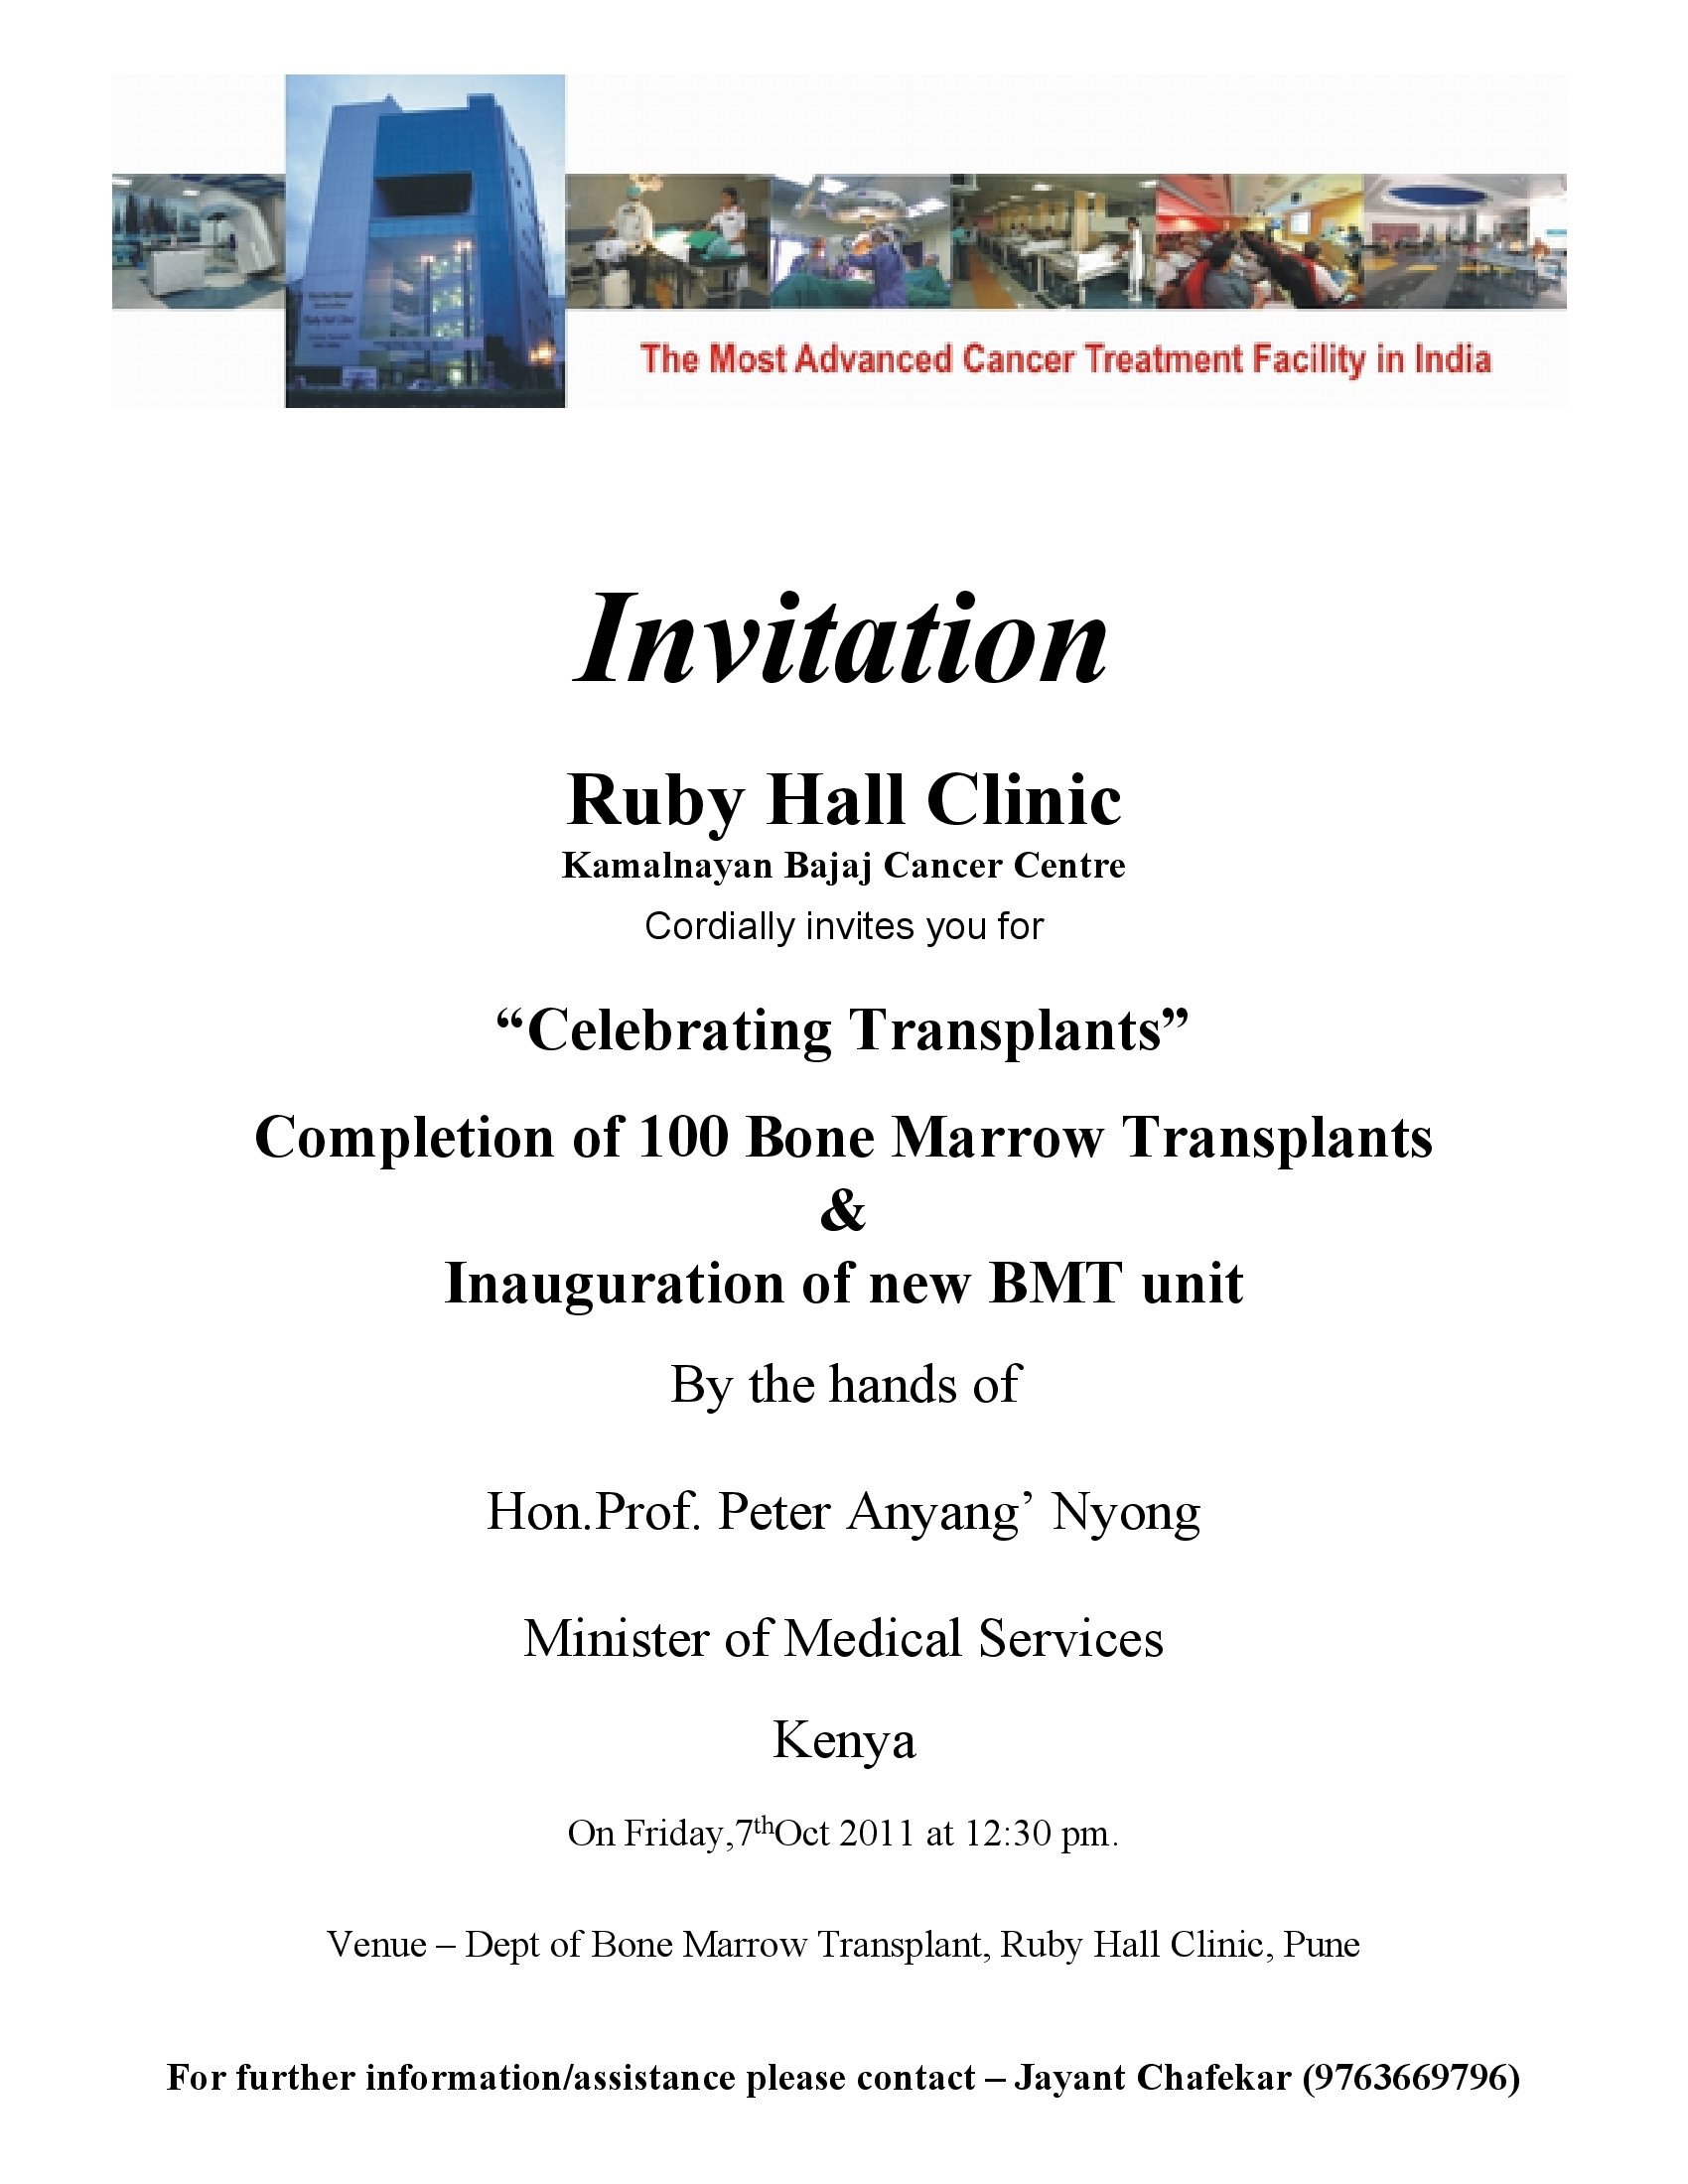 The Most Advanced Cancer Treatment Facility in India
Invitation
Ruby Hall Clinic
Kamalnayan Bajaj Cancer Centre
Cordially invites you for
“Celebrating Transplants”
Completion of 100 Bone Marrow Transplants
&
Inauguration of new BMT unit
By the hands of
Hon.Prof. Peter Anyang’ Nyong
Minister of Medical Services
Kenya
On Friday,7thOct 2011 at 12:30 pm.
Venue – Dept of Bone Marrow Transplant, Ruby Hall Clinic, Pune
For further information/assistance please contact – Jayant Chafekar (9763669796)